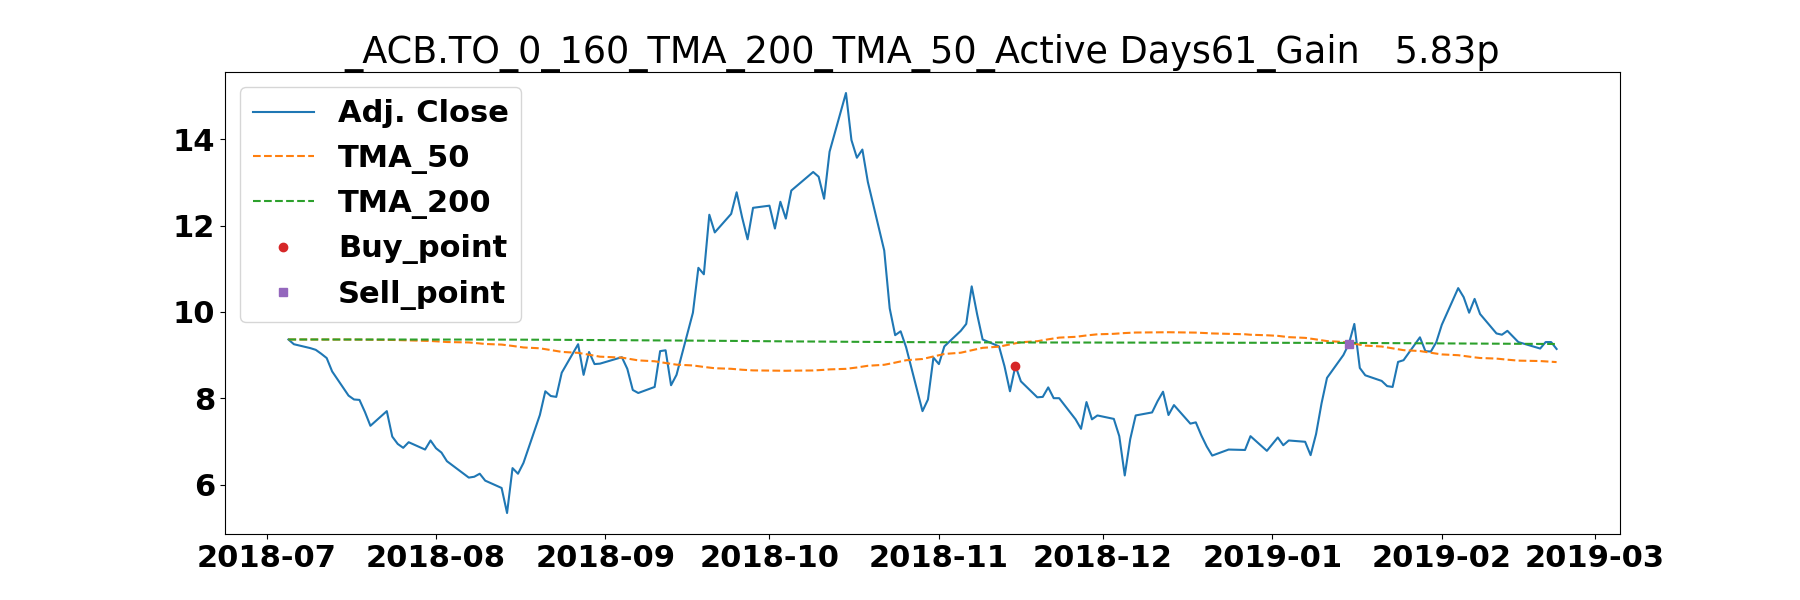 _ACB.TO_0_160_TMA_200_TMA_50_Active Days61_Gain   5.83p
Adj. Close
TMA_50
TMA_200
Buy_point
Sell_point
14
12
10
8
6
2018-07 2018-08 2018-09 2018-10 2018-11 2018-12 2019-01 2019-02 2019-03